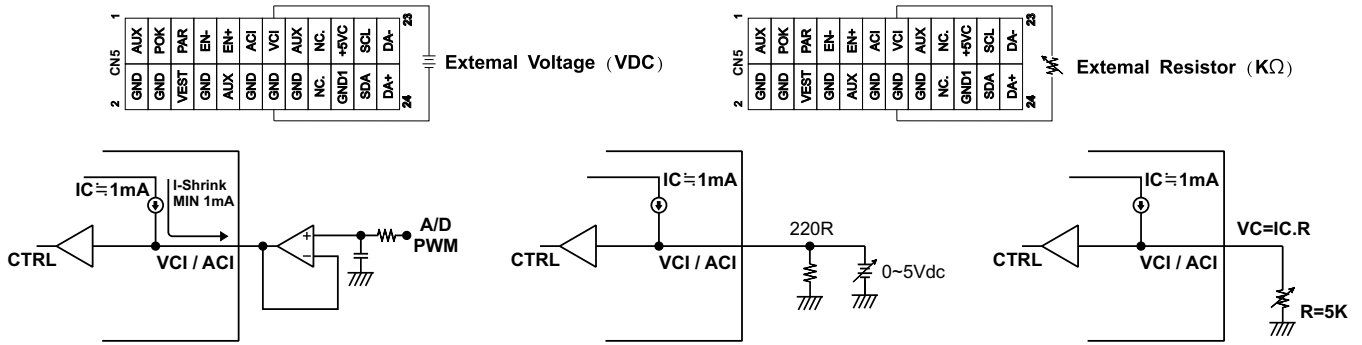 1 23
CN5
AUX POK PAR EN- EN+ ACI VCI AUX NC. +5VC SCL DA-
GND GND VEST GND AUX GND GND GND NC. GND1 SDA DA+
2 24
Extemal Voltage (VDC)
1 23
CN5
AUX POK PAR EN- EN+ ACI VCI AUX NC. +5VC SCL DA-
GND GND VEST GND AUX GND GND GND NC. GND1 SDA DA+
2 24
Extemal Resistor (KΩ)
IC≒1mA
I-Shrink
MIN 1mA
A/D
PWM
+
−
CTRL
VCI / ACI
IC≒1mA
220R
CTRL
VCI / ACI
0~5Vdc
IC≒1mA
VC=IC.R
CTRL
VCI / ACI
R=5K